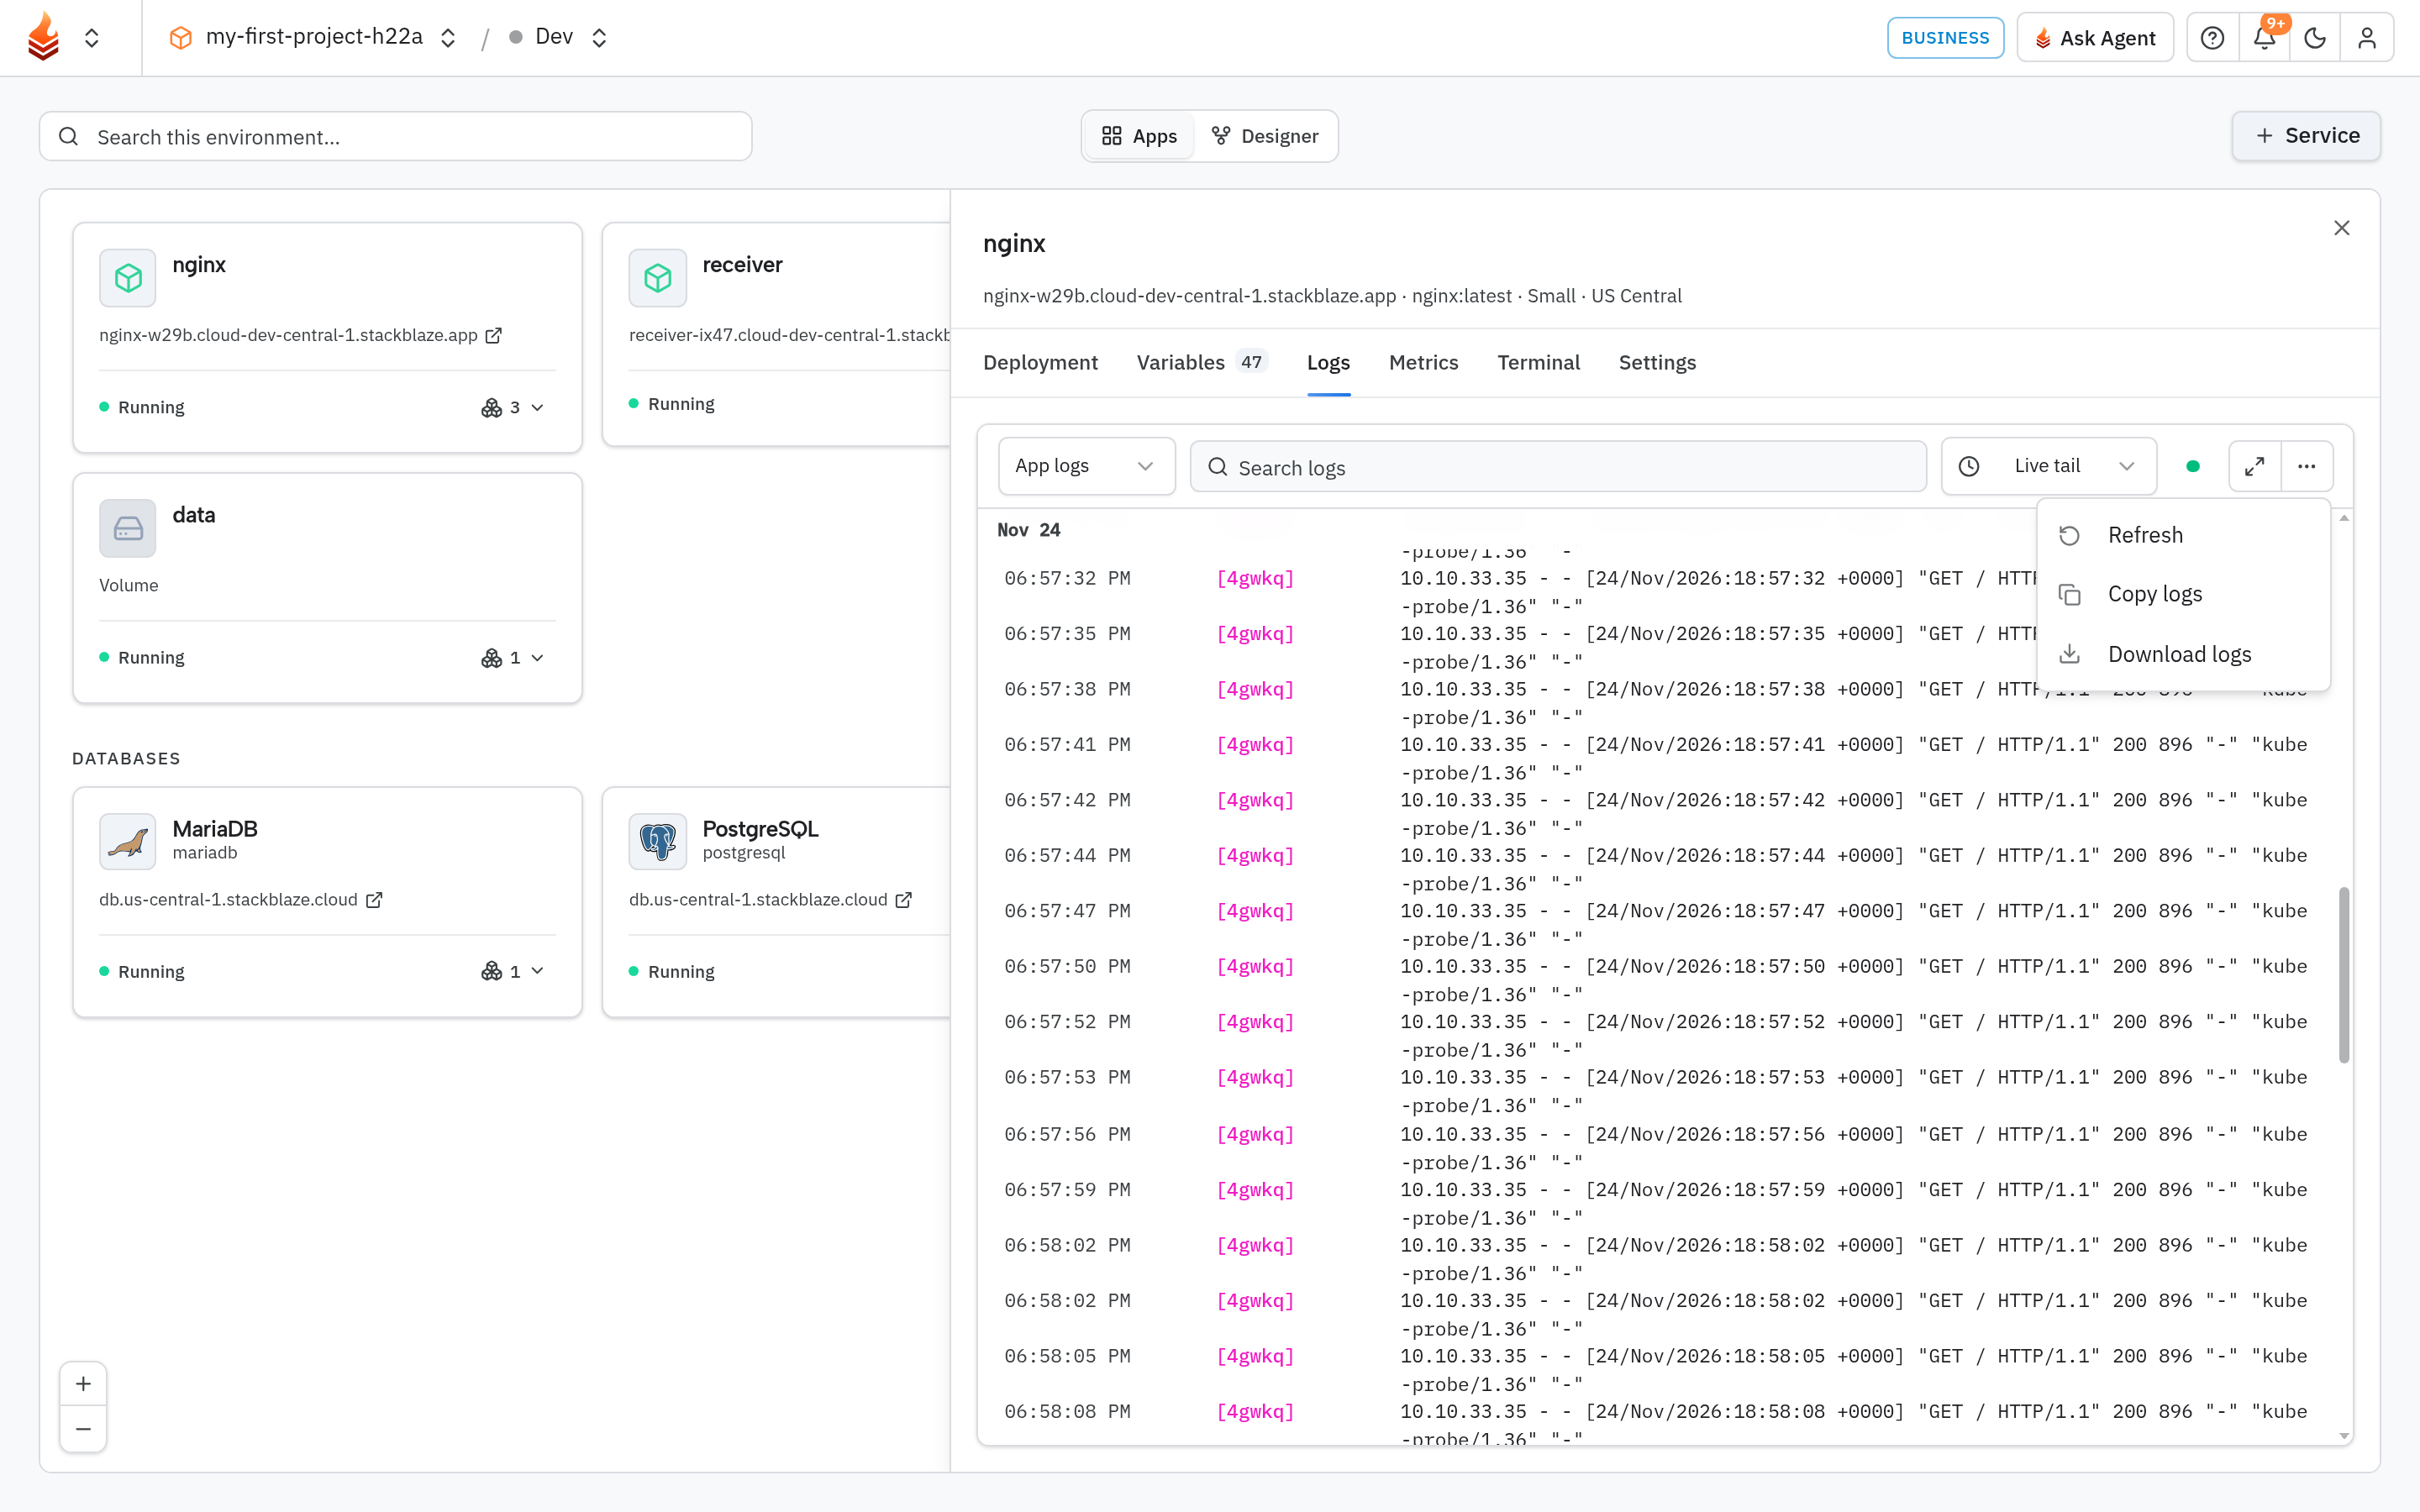 my-first-project-h22a / Dev
BUSINESS
Ask Agent
9+
Search this environment...
Apps
Designer
+ Service
nginx
nginx-w29b.cloud-dev-central-1.stackblaze.app
Running
3
receiver
receiver-ix47.cloud-dev-central-1.stackb
Running
data
Volume
Running
1
DATABASES
MariaDB
mariadb
db.us-central-1.stackblaze.cloud
Running
1
PostgreSQL
postgresql
db.us-central-1.stackblaze.cloud
Running
nginx
nginx-w29b.cloud-dev-central-1.stackblaze.app · nginx:latest · Small · US Central
Deployment
Variables 47
Logs
Metrics
Terminal
Settings
App logs
Search logs
Live tail
Refresh
Copy logs
Download logs
Nov 24
-probe/1.36" "-"
06:57:32 PM [4gwkq] 10.10.33.35 - - [24/Nov/2026:18:57:32 +0000] "GET / HTTP
-probe/1.36" "-"
06:57:35 PM [4gwkq] 10.10.33.35 - - [24/Nov/2026:18:57:35 +0000] "GET / HTTP
-probe/1.36" "-"
06:57:38 PM [4gwkq] 10.10.33.35 - - [24/Nov/2026:18:57:38 +0000] "GET / HTTP/1.1" 200 896 "-" "kube
-probe/1.36" "-"
06:57:41 PM [4gwkq] 10.10.33.35 - - [24/Nov/2026:18:57:41 +0000] "GET / HTTP/1.1" 200 896 "-" "kube
-probe/1.36" "-"
06:57:42 PM [4gwkq] 10.10.33.35 - - [24/Nov/2026:18:57:42 +0000] "GET / HTTP/1.1" 200 896 "-" "kube
-probe/1.36" "-"
06:57:44 PM [4gwkq] 10.10.33.35 - - [24/Nov/2026:18:57:44 +0000] "GET / HTTP/1.1" 200 896 "-" "kube
-probe/1.36" "-"
06:57:47 PM [4gwkq] 10.10.33.35 - - [24/Nov/2026:18:57:47 +0000] "GET / HTTP/1.1" 200 896 "-" "kube
-probe/1.36" "-"
06:57:50 PM [4gwkq] 10.10.33.35 - - [24/Nov/2026:18:57:50 +0000] "GET / HTTP/1.1" 200 896 "-" "kube
-probe/1.36" "-"
06:57:52 PM [4gwkq] 10.10.33.35 - - [24/Nov/2026:18:57:52 +0000] "GET / HTTP/1.1" 200 896 "-" "kube
-probe/1.36" "-"
06:57:53 PM [4gwkq] 10.10.33.35 - - [24/Nov/2026:18:57:53 +0000] "GET / HTTP/1.1" 200 896 "-" "kube
-probe/1.36" "-"
06:57:56 PM [4gwkq] 10.10.33.35 - - [24/Nov/2026:18:57:56 +0000] "GET / HTTP/1.1" 200 896 "-" "kube
-probe/1.36" "-"
06:57:59 PM [4gwkq] 10.10.33.35 - - [24/Nov/2026:18:57:59 +0000] "GET / HTTP/1.1" 200 896 "-" "kube
-probe/1.36" "-"
06:58:02 PM [4gwkq] 10.10.33.35 - - [24/Nov/2026:18:58:02 +0000] "GET / HTTP/1.1" 200 896 "-" "kube
-probe/1.36" "-"
06:58:02 PM [4gwkq] 10.10.33.35 - - [24/Nov/2026:18:58:02 +0000] "GET / HTTP/1.1" 200 896 "-" "kube
-probe/1.36" "-"
06:58:05 PM [4gwkq] 10.10.33.35 - - [24/Nov/2026:18:58:05 +0000] "GET / HTTP/1.1" 200 896 "-" "kube
-probe/1.36" "-"
06:58:08 PM [4gwkq] 10.10.33.35 - - [24/Nov/2026:18:58:08 +0000] "GET / HTTP/1.1" 200 896 "-" "kube
-probe/1.36" "-"